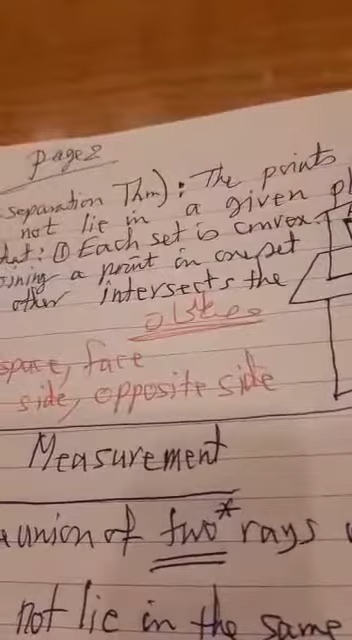 page 2
separation Thm): The points
not lie in a given pl
hat: ① Each set is convex.
ining a point in one set
other intersects the
space, face
side, opposite side
Measurement
union of two* rays
not lie in the same